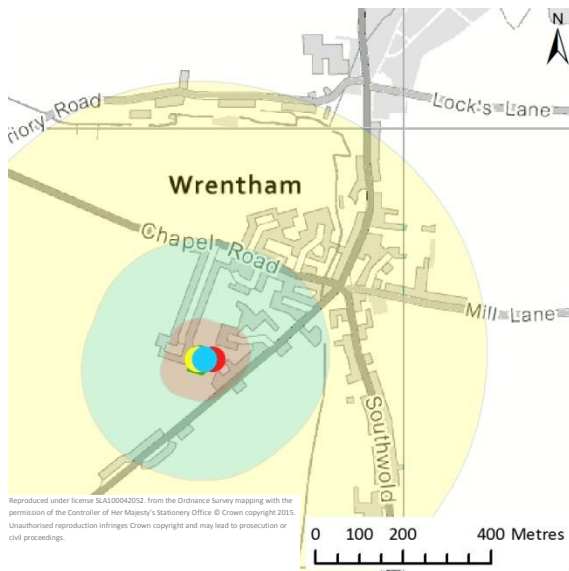 N
Priory Road
Lock's Lane
Wrentham
Chapel Road
Mill Lane
Southwold
Reproduced under license SLA100042052. from the Ordnance Survey mapping with the
permission of the Controller of Her Majesty's Stationery Office © Crown copyright 2015.
Unauthorised reproduction infringes Crown copyright and may lead to prosecution or
civil proceedings.
0 100 200 400 Metres